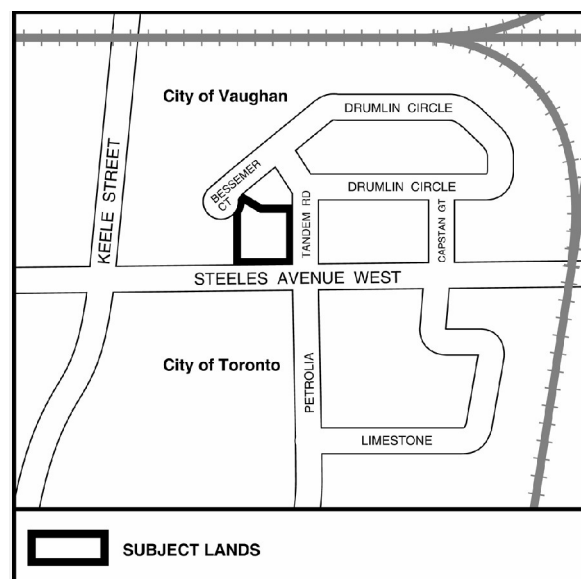 City of Vaughan
DRUMLIN CIRCLE
BESSEMER
CT
DRUMLIN CIRCLE
KEELE STREET
TANDEM RD
CAPSTAN GT
STEELES AVENUE WEST
City of Toronto
PETROLIA
LIMESTONE
SUBJECT LANDS